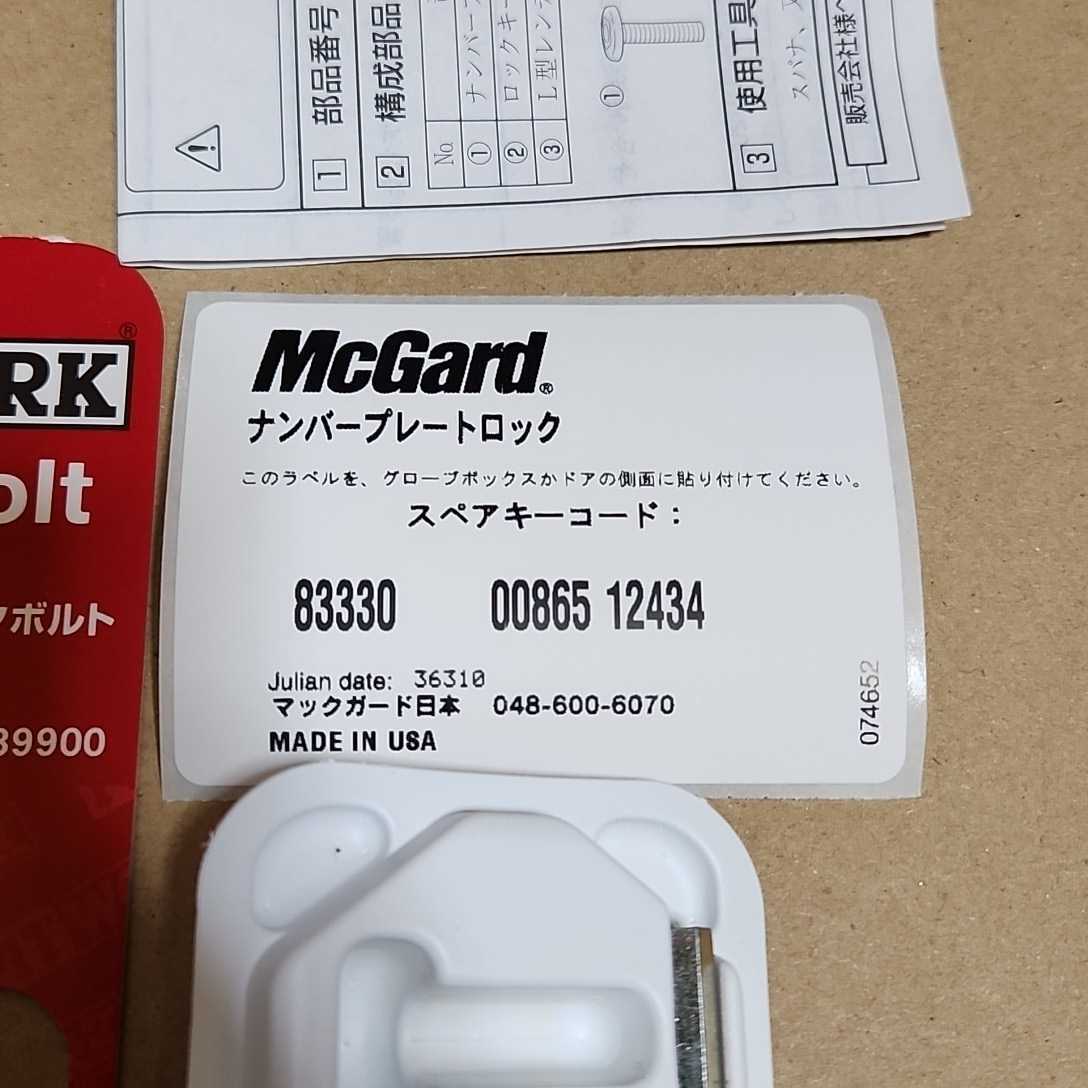 1 部品番号
2 構成部品
No
① ナンバー
② ロックキー
③ L型レンチ
①
3 使用工具
スパナ、
販売会社様へ
RK®
olt
ボルト
39900
McGard®
ナンバープレートロック
このラベルを、グローブボックスかドアの側面に貼り付けてください。
スペアキーコード：
83330 00865 12434
Julian date: 36310
マックガード日本 048-600-6070
MADE IN USA
074652